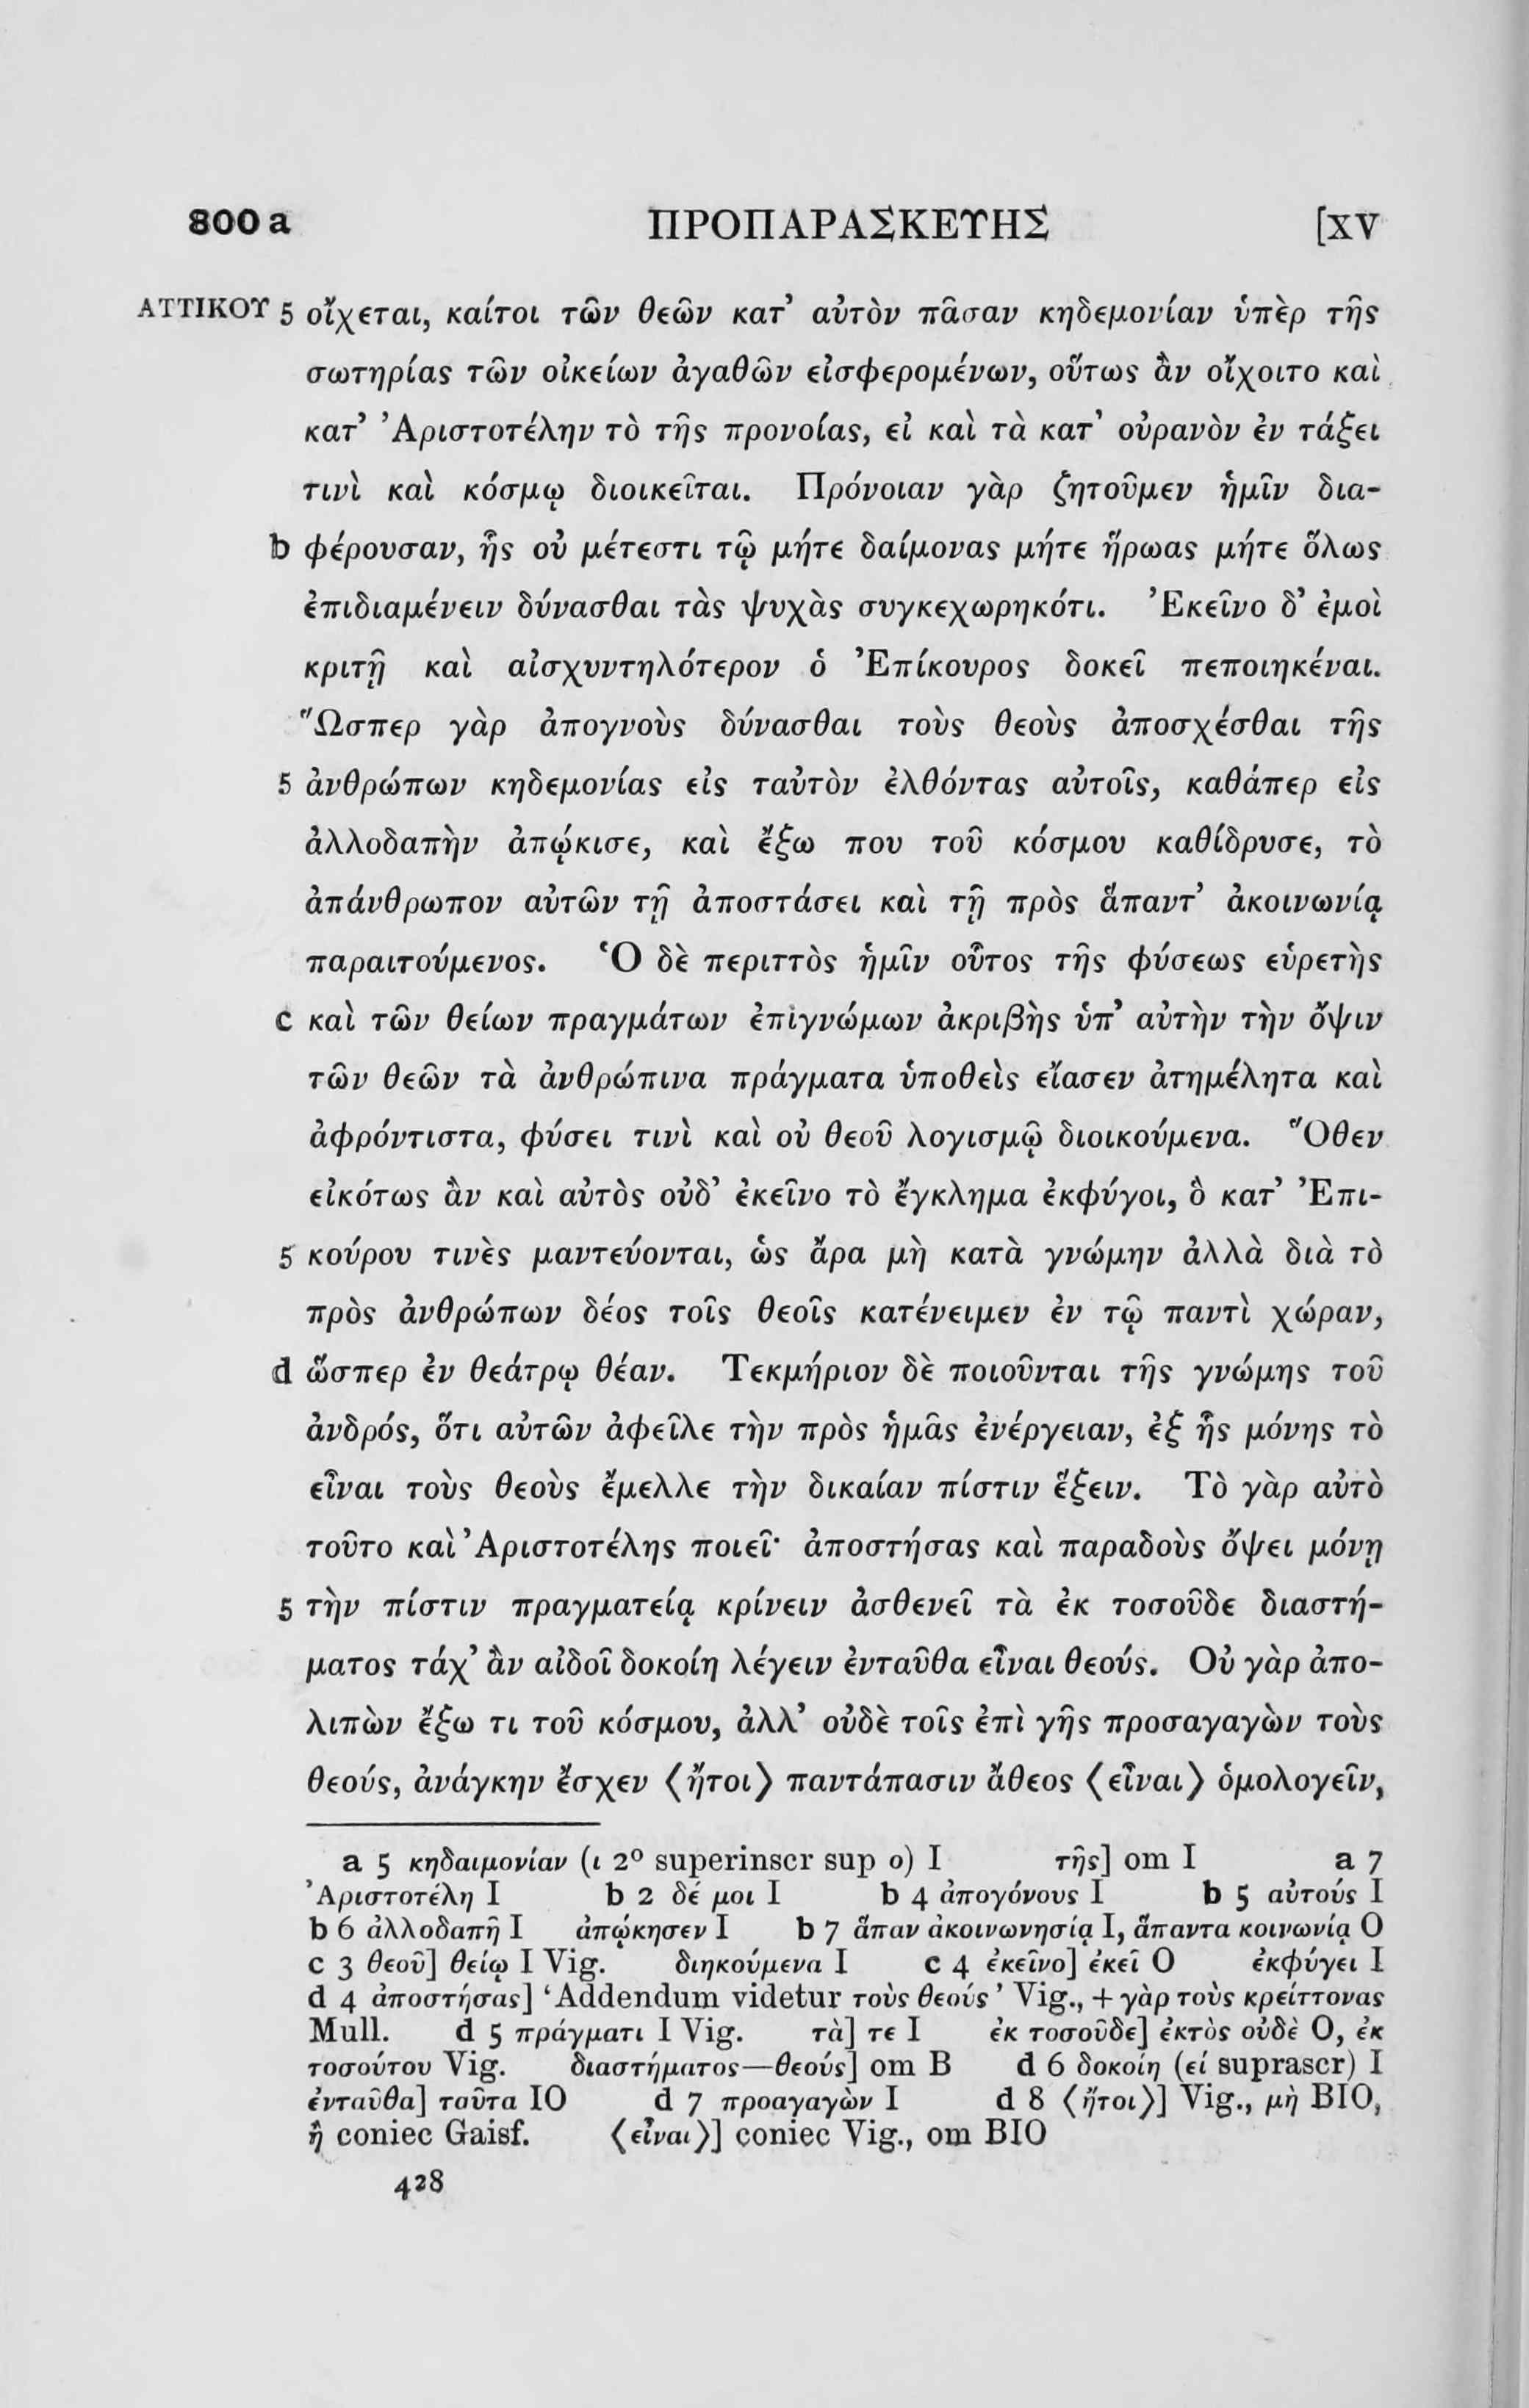 800 a ΠΡΟΠΑΡΑΣΚΕΥΗΣ [XV
ΑΤΤΙΚΟΥ 5 οἴχεται, καίτοι τῶν θεῶν κατ’ αὐτὸν πᾶσαν κηδεμονίαν ὑπὲρ τῆς
σωτηρίας τῶν οἰκείων ἀγαθῶν εἰσφερομένων, οὕτως ἂν οἴχοιτο καὶ
κατ’ Ἀριστοτέλην τὸ τῆς προνοίας, εἰ καὶ τὰ κατ’ οὐρανὸν ἐν τάξει
τινὶ καὶ κόσμῳ διοικεῖται. Πρόνοιαν γὰρ ζητοῦμεν ἡμῖν δια-
b φέρουσαν, ἧς οὐ μέτεστι τῷ μήτε δαίμονας μήτε ἥρωας μήτε ὅλως
ἐπιδιαμένειν δύνασθαι τὰς ψυχὰς συγκεχωρηκότι. Ἐκεῖνο δ’ ἐμοὶ
κριτῇ καὶ αἰσχυντηλότερον ὁ Ἐπίκουρος δοκεῖ πεποιηκέναι.
Ὥσπερ γὰρ ἀπογνοὺς δύνασθαι τοὺς θεοὺς ἀποσχέσθαι τῆς
5 ἀνθρώπων κηδεμονίας εἰς ταὐτὸν ἐλθόντας αὐτοῖς, καθάπερ εἰς
ἀλλοδαπὴν ἀπῴκισε, καὶ ἔξω που τοῦ κόσμου καθίδρυσε, τὸ
ἀπάνθρωπον αὐτῶν τῇ ἀποστάσει καὶ τῇ πρὸς ἅπαντ’ ἀκοινωνίᾳ
παραιτούμενος. Ὁ δὲ περιττὸς ἡμῖν οὗτος τῆς φύσεως εὑρετὴς
c καὶ τῶν θείων πραγμάτων ἐπιγνώμων ἀκριβὴς ὑπ’ αὐτὴν τὴν ὄψιν
τῶν θεῶν τὰ ἀνθρώπινα πράγματα ὑποθεὶς εἴασεν ἀτημέλητα καὶ
ἀφρόντιστα, φύσει τινὶ καὶ οὐ θεοῦ λογισμῷ διοικούμενα. Ὅθεν
εἰκότως ἂν καὶ αὐτὸς οὐδ’ ἐκεῖνο τὸ ἔγκλημα ἐκφύγοι, ὃ κατ’ Ἐπι-
5 κούρου τινὲς μαντεύονται, ὡς ἄρα μὴ κατὰ γνώμην ἀλλὰ διὰ τὸ
πρὸς ἀνθρώπων δέος τοῖς θεοῖς κατένειμεν ἐν τῷ παντὶ χώραν,
d ὥσπερ ἐν θεάτρῳ θέαν. Τεκμήριον δὲ ποιοῦνται τῆς γνώμης τοῦ
ἀνδρός, ὅτι αὐτῶν ἀφεῖλε τὴν πρὸς ἡμᾶς ἐνέργειαν, ἐξ ἧς μόνης τὸ
εἶναι τοὺς θεοὺς ἔμελλε τὴν δικαίαν πίστιν ἕξειν. Τὸ γὰρ αὐτὸ
τοῦτο καὶ Ἀριστοτέλης ποιεῖ· ἀποστήσας καὶ παραδοὺς ὄψει μόνῃ
5 τὴν πίστιν πραγματείᾳ κρίνειν ἀσθενεῖ τὰ ἐκ τοσοῦδε διαστή-
ματος τάχ’ ἂν αἰδοῖ δοκοίη λέγειν ἐνταῦθα εἶναι θεούς. Οὐ γὰρ ἀπο-
λιπὼν ἔξω τι τοῦ κόσμου, ἀλλ’ οὐδὲ τοῖς ἐπὶ γῆς προσαγαγὼν τοὺς
θεούς, ἀνάγκην ἔσχεν ⟨ἤτοι⟩ παντάπασιν ἄθεος ⟨εἶναι⟩ ὁμολογεῖν,
a 5 κηδαιμονίαν (ι 2⁰ superinscr sup ο) I τῆς] om I a 7
Ἀριστοτέλη I b 2 δέ μοι I b 4 ἀπογόνους I b 5 αὐτούς I
b 6 ἀλλοδαπῆ I ἀπῴκησεν I b 7 ἅπαν ἀκοινωνησίᾳ I, ἅπαντα κοινωνίᾳ O
c 3 θεοῦ] θείῳ I Vig. διηκούμενα I c 4 ἐκεῖνο] ἐκεῖ O ἐκφύγει I
d 4 ἀποστήσας] ‘Addendum videtur τοὺς θεούς’ Vig., + γὰρ τοὺς κρείττονας
Mull. d 5 πράγματι I Vig. τὰ] τε I ἐκ τοσοῦδε] ἐκτὸς οὐδὲ O, ἐκ
τοσούτου Vig. διαστήματος—θεούς] om B d 6 δοκοίη (εί suprascr) I
ἐνταῦθα] ταῦτα IO d 7 προαγαγὼν I d 8 ⟨ἤτοι⟩] Vig., μὴ BIO,
ἢ coniec Gaisf. ⟨εἶναι⟩] coniec Vig., om BIO
428